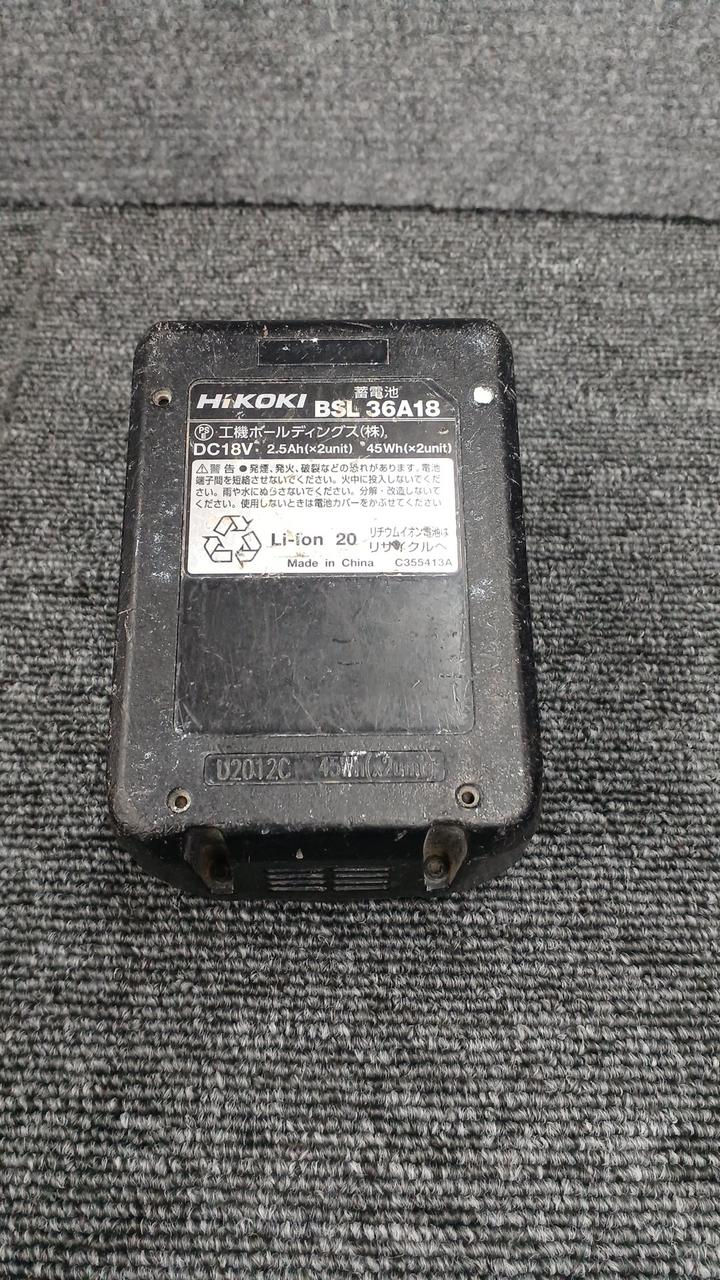 HiKOKI 蓄電池 BSL 36A18
PS E 工機ホールディングス(株)
DC18V 2.5Ah(×2unit) 45Wh(×2unit)
⚠警告 ●発煙、発火、破裂などの恐れがあります。電池
端子間を短絡させないでください。火中に投入しないでくだ
さい。雨や水にぬらさないでください。分解・改造しないで
ください。使用しないときは電池カバーをかぶせてください
Li-ion 20 リチウムイオン電池は
リサイクルへ
Made in China C355413A
U2012C 45Wh(x2unit)